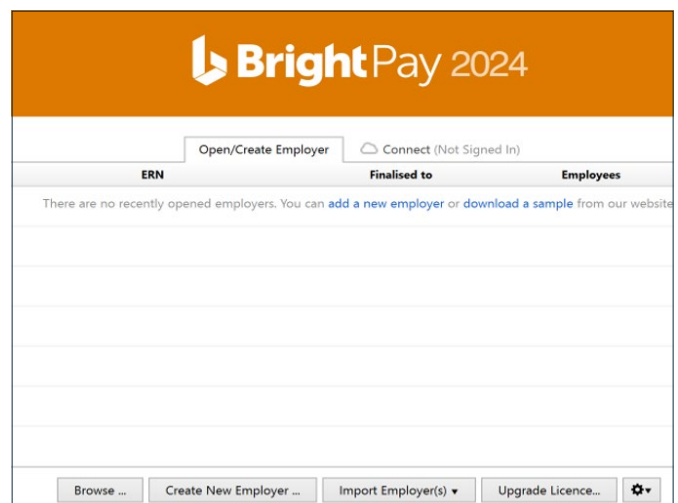 BrightPay 2024
Open/Create Employer Connect (Not Signed In)
ERN Finalised to Employees
There are no recently opened employers. You can add a new employer or download a sample from our website
Browse ... Create New Employer ... Import Employer(s) ▾ Upgrade Licence...